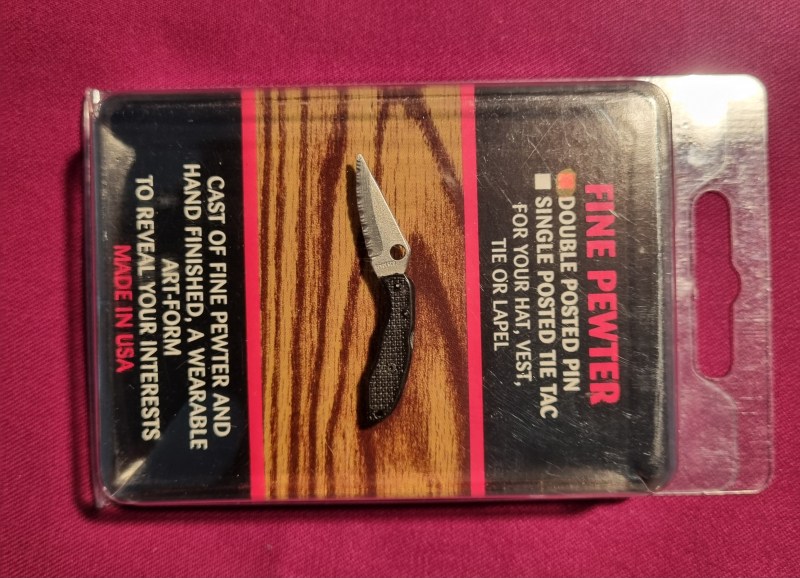 FINE PEWTER
DOUBLE POSTED PIN
SINGLE POSTED TIE TAC
FOR YOUR HAT, VEST,
TIE OR LAPEL
CAST OF FINE PEWTER AND
HAND FINISHED, A WEARABLE
ART-FORM
TO REVEAL YOUR INTERESTS
MADE IN USA